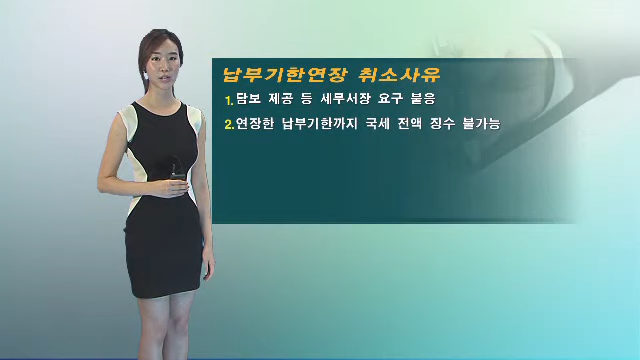 납부기한연장 취소사유
1.담보 제공 등 세무서장 요구 불응
2.연장한 납부기한까지 국세 전액 징수 불가능